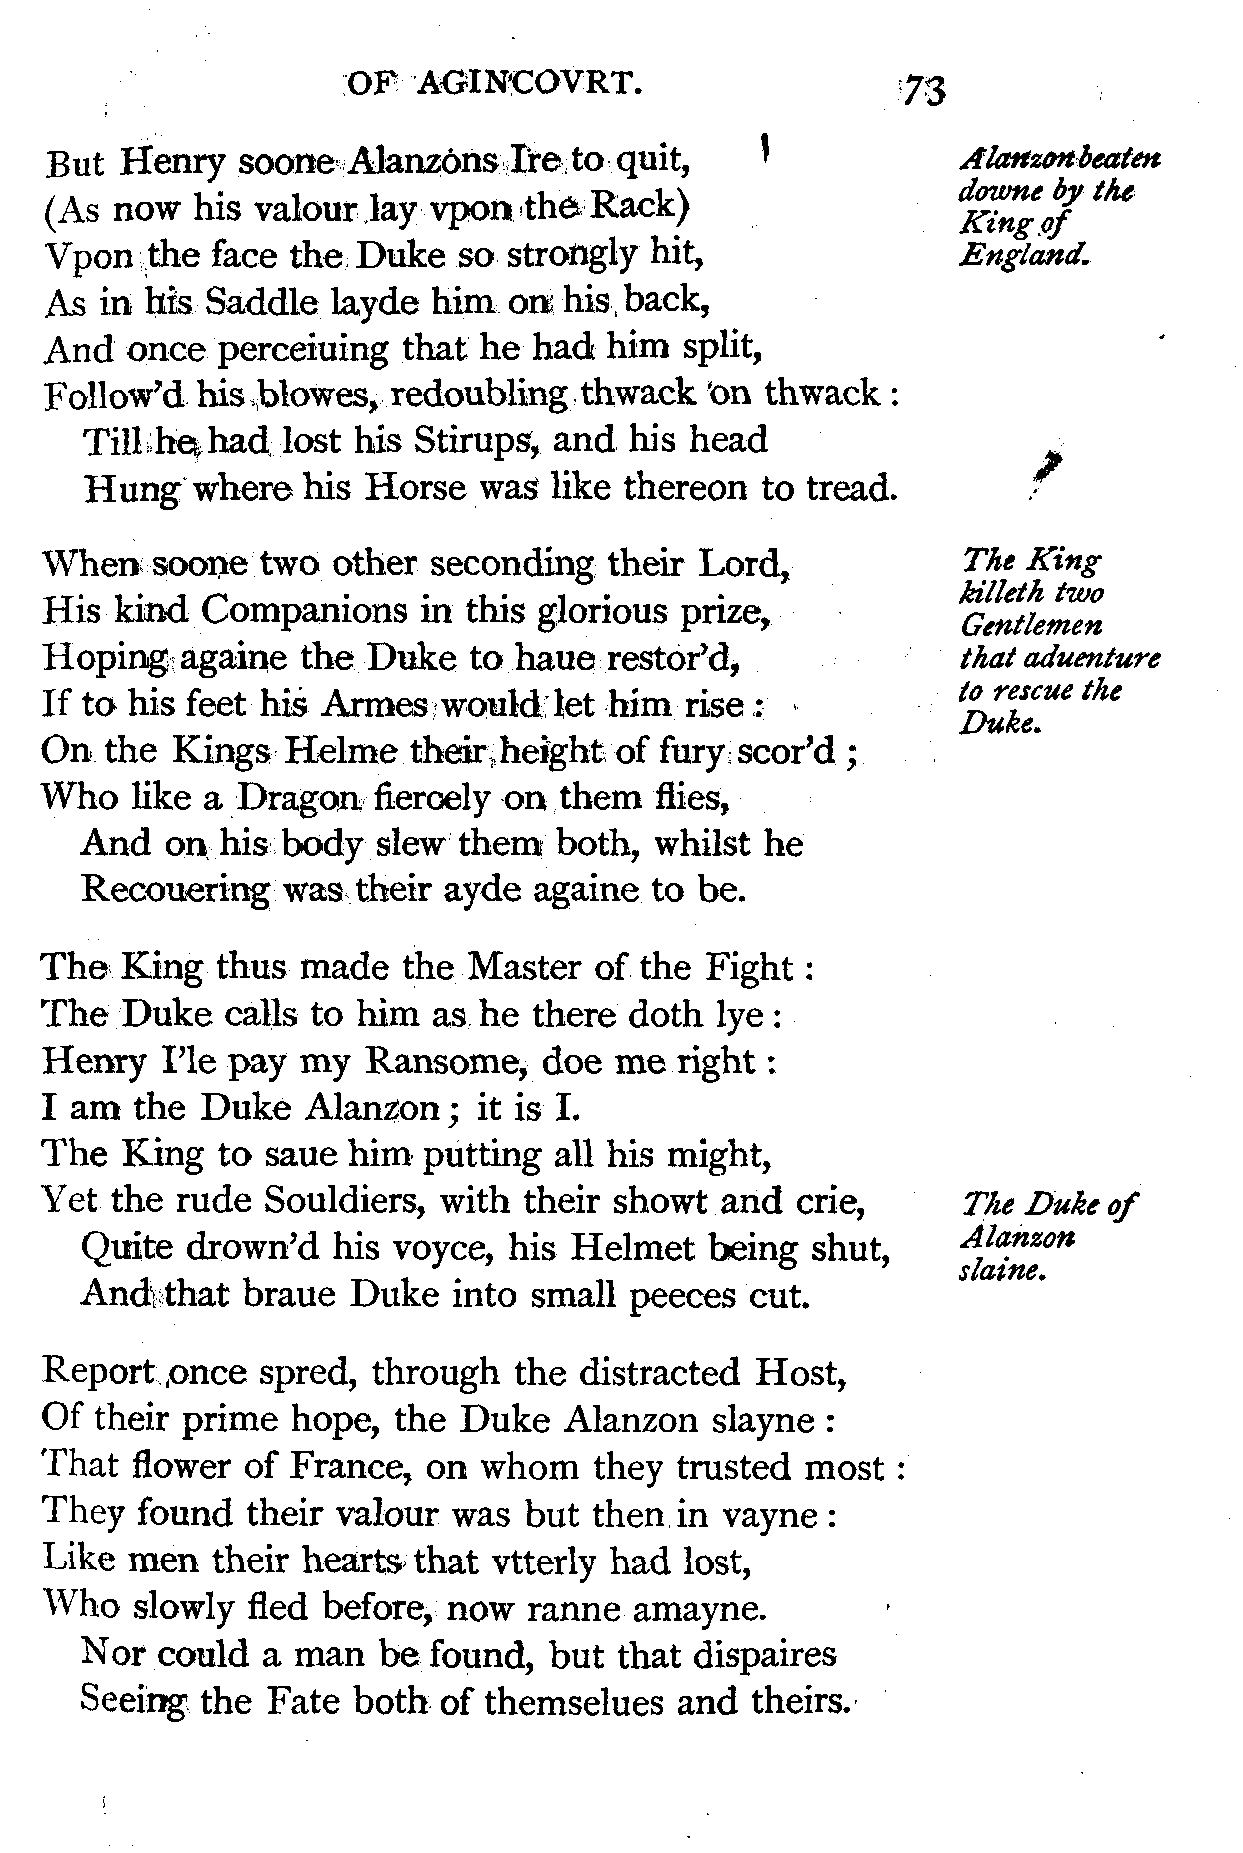 OF AGINCOVRT. 73
But Henry soone Alanzons Ire to quit,
(As now his valour lay vpon the Rack)
Vpon the face the Duke so strongly hit,
As in his Saddle layde him on his back,
And once perceiuing that he had him split,
Follow'd his blowes, redoubling thwack on thwack :
Till he had lost his Stirups, and his head
Hung where his Horse was like thereon to tread.
Alanzon beaten
downe by the
King of
England.
When soone two other seconding their Lord,
His kind Companions in this glorious prize,
Hoping againe the Duke to haue restor'd,
If to his feet his Armes would let him rise :
On the Kings Helme their height of fury scor'd ;
Who like a Dragon fiercely on them flies,
And on his body slew them both, whilst he
Recouering was their ayde againe to be.
The King
killeth two
Gentlemen
that aduenture
to rescue the
Duke.
The King thus made the Master of the Fight :
The Duke calls to him as he there doth lye :
Henry I'le pay my Ransome, doe me right :
I am the Duke Alanzon ; it is I.
The King to saue him putting all his might,
Yet the rude Souldiers, with their showt and crie,
Quite drown'd his voyce, his Helmet being shut,
And that braue Duke into small peeces cut.
The Duke of
Alanzon
slaine.
Report once spred, through the distracted Host,
Of their prime hope, the Duke Alanzon slayne :
That flower of France, on whom they trusted most :
They found their valour was but then in vayne :
Like men their hearts that vtterly had lost,
Who slowly fled before, now ranne amayne.
Nor could a man be found, but that dispaires
Seeing the Fate both of themselues and theirs.